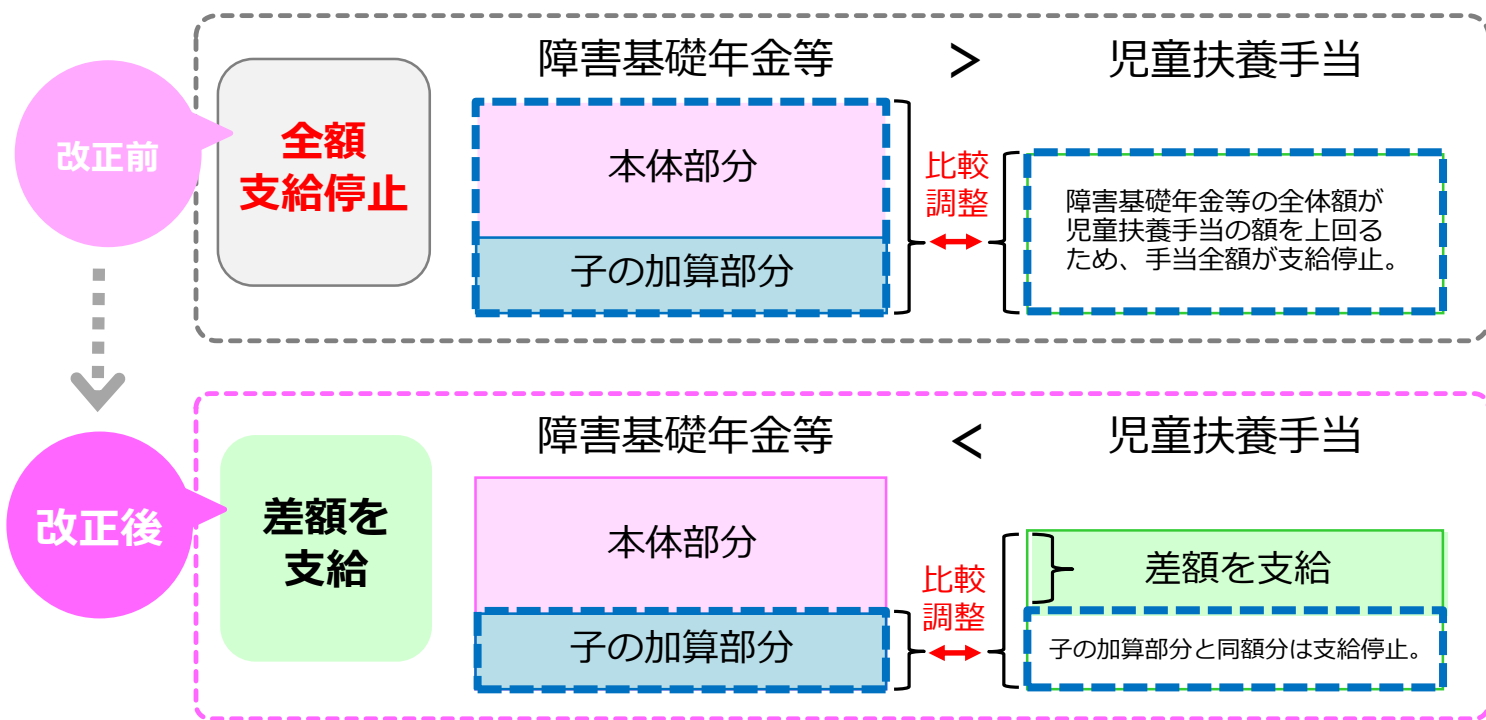 障害基礎年金等 > 児童扶養手当
改正前
全額
支給停止
本体部分
子の加算部分
比較
調整
障害基礎年金等の全体額が
児童扶養手当の額を上回る
ため、手当全額が支給停止。
障害基礎年金等 < 児童扶養手当
改正後
差額を
支給
本体部分
子の加算部分
比較
調整
差額を支給
子の加算部分と同額分は支給停止。